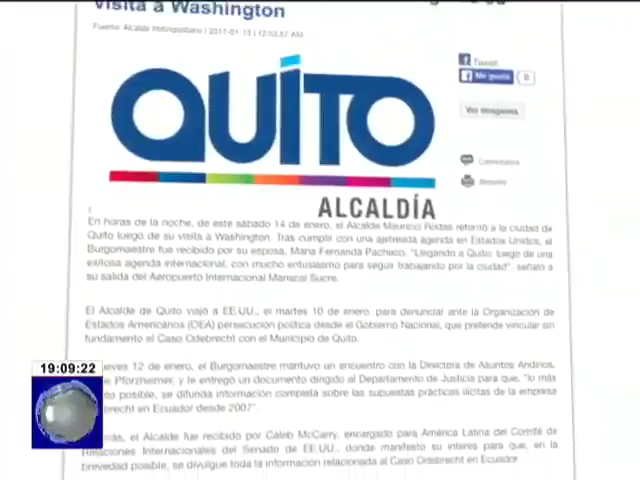 visita a Washington
Fuente: Alcalde Metropolitano | 2017-01-15 | 12:53:57 AM
Tweet
Me gusta 0
Ver imagenes
QUITO
ALCALDÍA
Comentarios
En horas de la noche, de este sábado 14 de enero, el Alcalde Mauricio Rodas retornó a la ciudad de
Quito luego de su visita a Washington. Tras cumplir con una ajetreada agenda en Estados Unidos, el
Burgomaestre fue recibido por su esposa, María Fernanda Pacheco. "Llegando a Quito, luego de una
exitosa agenda internacional, con mucho entusiasmo para seguir trabajando por la ciudad", señaló a
su salida del Aeropuerto Internacional Mariscal Sucre.
El Alcalde de Quito viajó a EE.UU., el martes 10 de enero, para denunciar ante la Organización de
Estados Americanos (OEA) persecución política desde el Gobierno Nacional, que pretende vincular sin
fundamento el Caso Odebrecht con el Municipio de Quito.
jueves 12 de enero, el Burgomaestre mantuvo un encuentro con la Directora de Asuntos Andinos,
Pforzheimer, y le entregó un documento dirigido al Departamento de Justicia para que, "lo más
posible, se difunda información completa sobre las supuestas prácticas ilícitas de la empresa
brecht en Ecuador desde 2007".
el Alcalde fue recibido por Caleb McCarry, encargado para América Latina del Comité de
Relaciones Internacionales del Senado de EE.UU., donde manifesto su interés para que, en la
brevedad posible, se divulgue toda la información relacionada al Caso Odebrecht en Ecuador
19:09:22